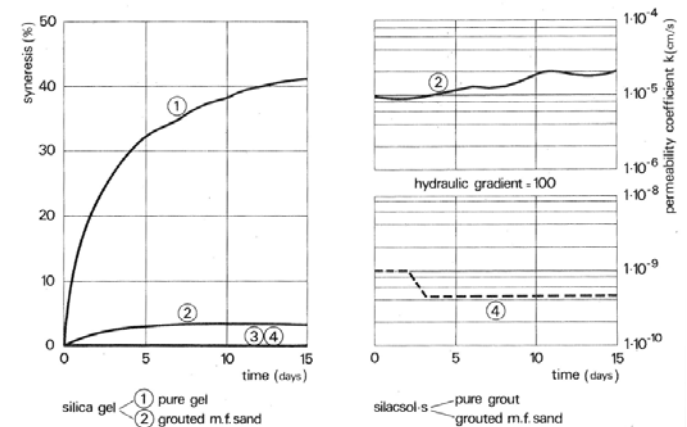 syneresis (%)
50
40
30
20
10
0
0 5 10 15
time (days)
①
②
③④
silica gel
① pure gel
② grouted m.f.sand
1·10⁻⁴
1·10⁻⁵
1·10⁻⁶
②
hydraulic gradient = 100
permeability coefficient k(cm/s)
1·10⁻⁸
1·10⁻⁹
1·10⁻¹⁰
④
0 5 10 15
time (days)
silacsol·s
pure grout
grouted m.f.sand